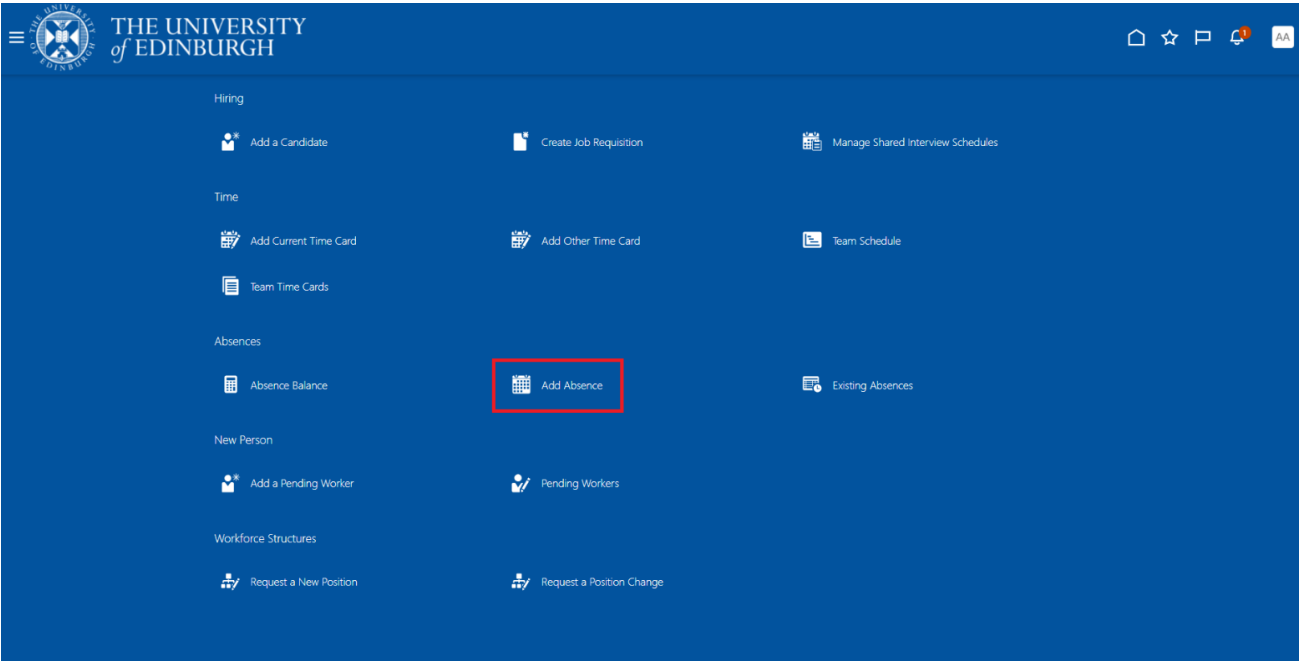 THE UNIVERSITY
of EDINBURGH
1
AA
Hiring
Add a Candidate
Create Job Requisition
Manage Shared Interview Schedules
Time
Add Current Time Card
Add Other Time Card
Team Schedule
Team Time Cards
Absences
Absence Balance
Add Absence
Existing Absences
New Person
Add a Pending Worker
Pending Workers
Workforce Structures
Request a New Position
Request a Position Change